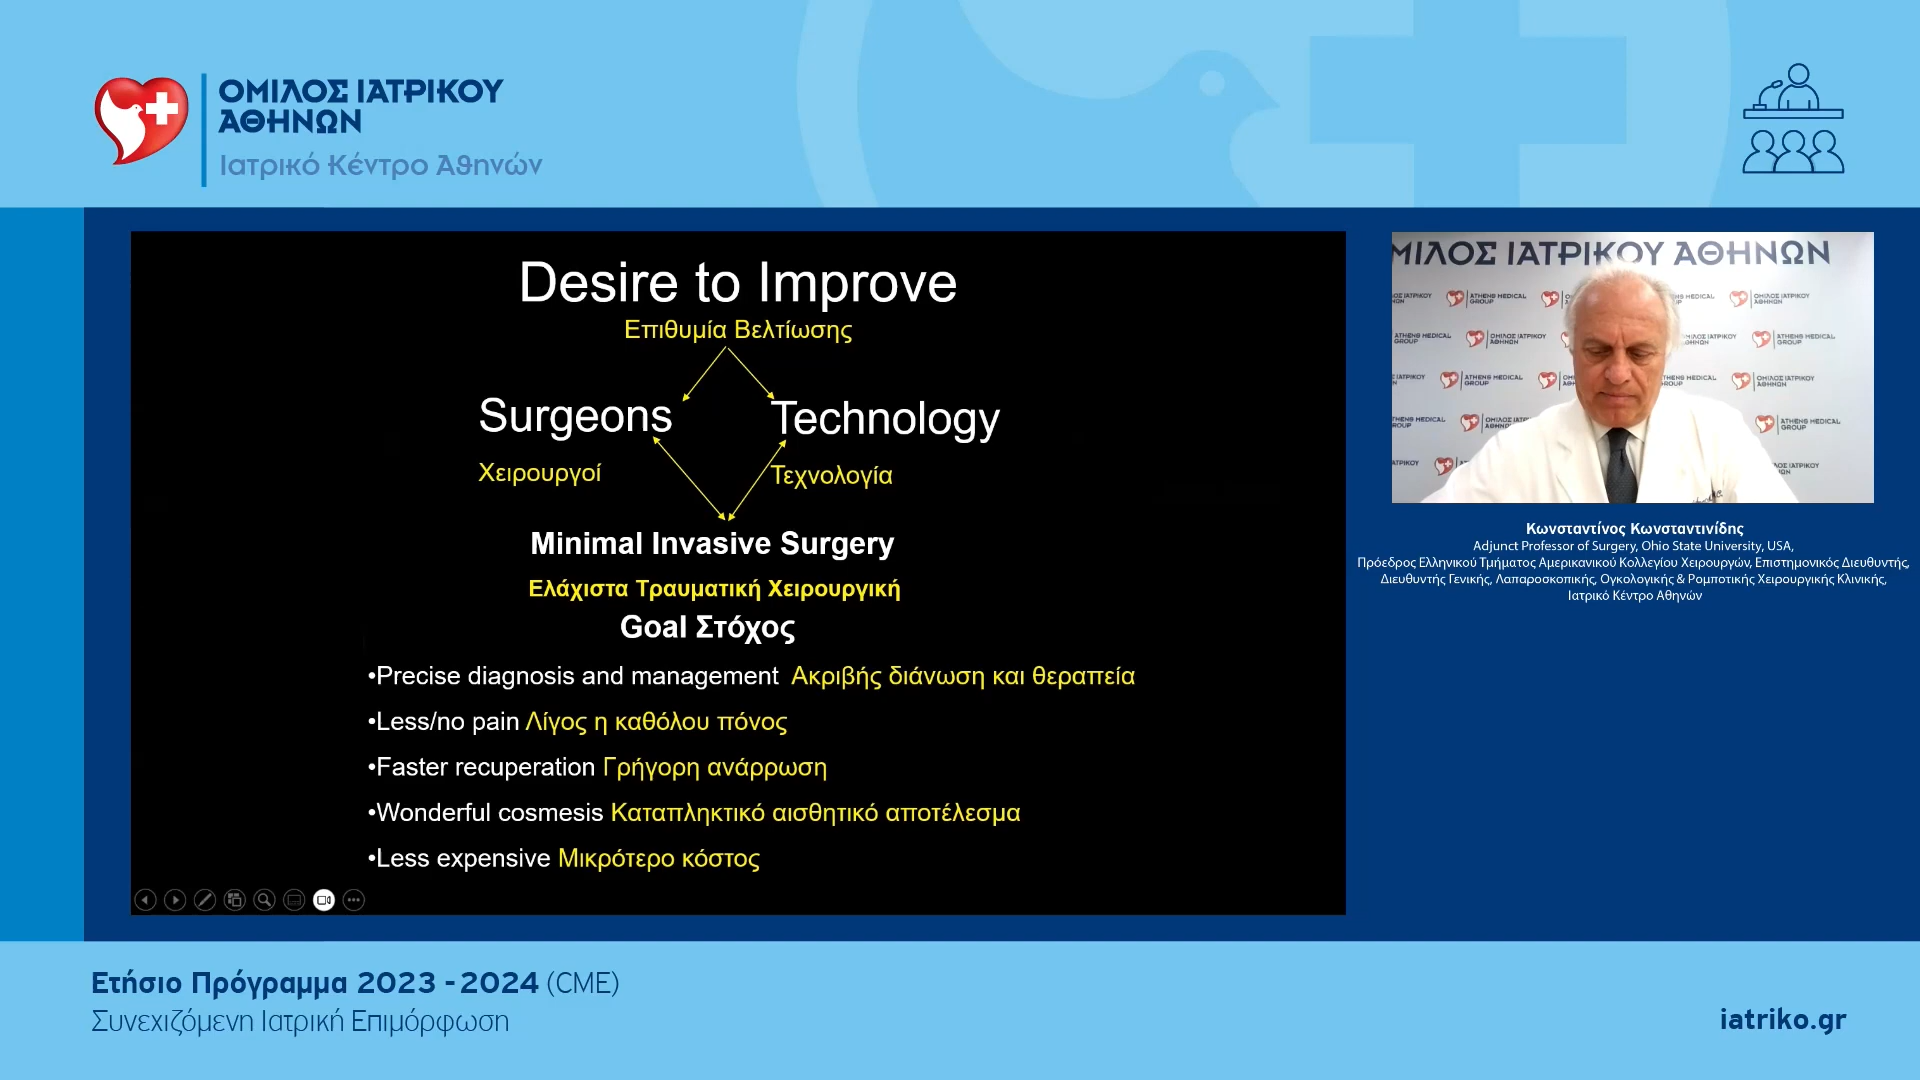 ΟΜΙΛΟΣ ΙΑΤΡΙΚΟΥ
ΑΘΗΝΩΝ
Ιατρικό Κέντρο Αθηνών
Desire to Improve
Επιθυμία Βελτίωσης
Surgeons Technology
Χειρουργοί Τεχνολογία
Minimal Invasive Surgery
Ελάχιστα Τραυματική Χειρουργική
Goal Στόχος
•Precise diagnosis and management Ακριβής διάνωση και θεραπεία
•Less/no pain Λίγος η καθόλου πόνος
•Faster recuperation Γρήγορη ανάρρωση
•Wonderful cosmesis Καταπληκτικό αισθητικό αποτέλεσμα
•Less expensive Μικρότερο κόστος
ΜΙΛΟΣ ΙΑΤΡΙΚΟΥ ΑΘΗΝΩΝ
Κωνσταντίνος Κωνσταντινίδης
Adjunct Professor of Surgery, Ohio State University, USA,
Πρόεδρος Ελληνικού Τμήματος Αμερικανικού Κολλεγίου Χειρουργών, Επιστημονικός Διευθυντής,
Διευθυντής Γενικής, Λαπαροσκοπικής, Ογκολογικής & Ρομποτικής Χειρουργικής Κλινικής,
Ιατρικό Κέντρο Αθηνών
Ετήσιο Πρόγραμμα 2023 - 2024 (CME)
Συνεχιζόμενη Ιατρική Επιμόρφωση
iatriko.gr